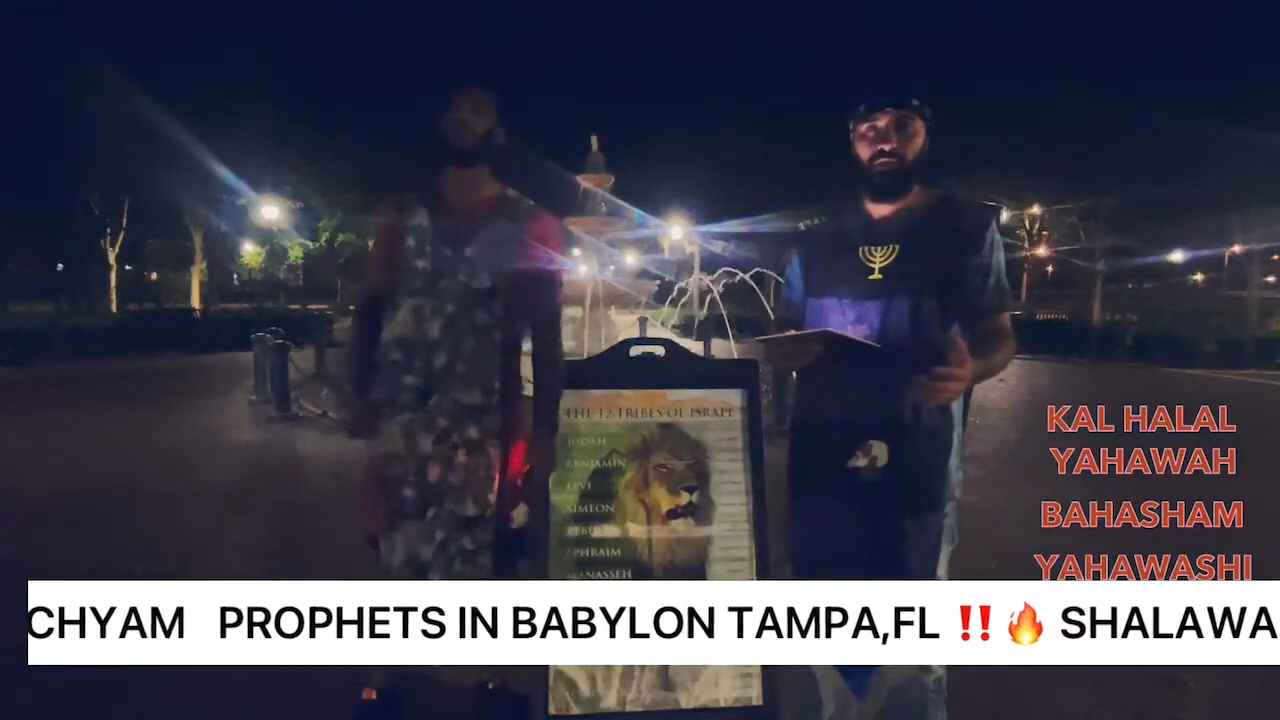 THE 12 TRIBES OF ISRAEL
JUDAH
BENJAMIN
LEVI
SIMEON
EPHRAIM
MANASSEH
KAL HALAL
YAHAWAH
BAHASHAM
YAHAWASHI
CHYAM PROPHETS IN BABYLON TAMPA,FL ‼️🔥 SHALAWA